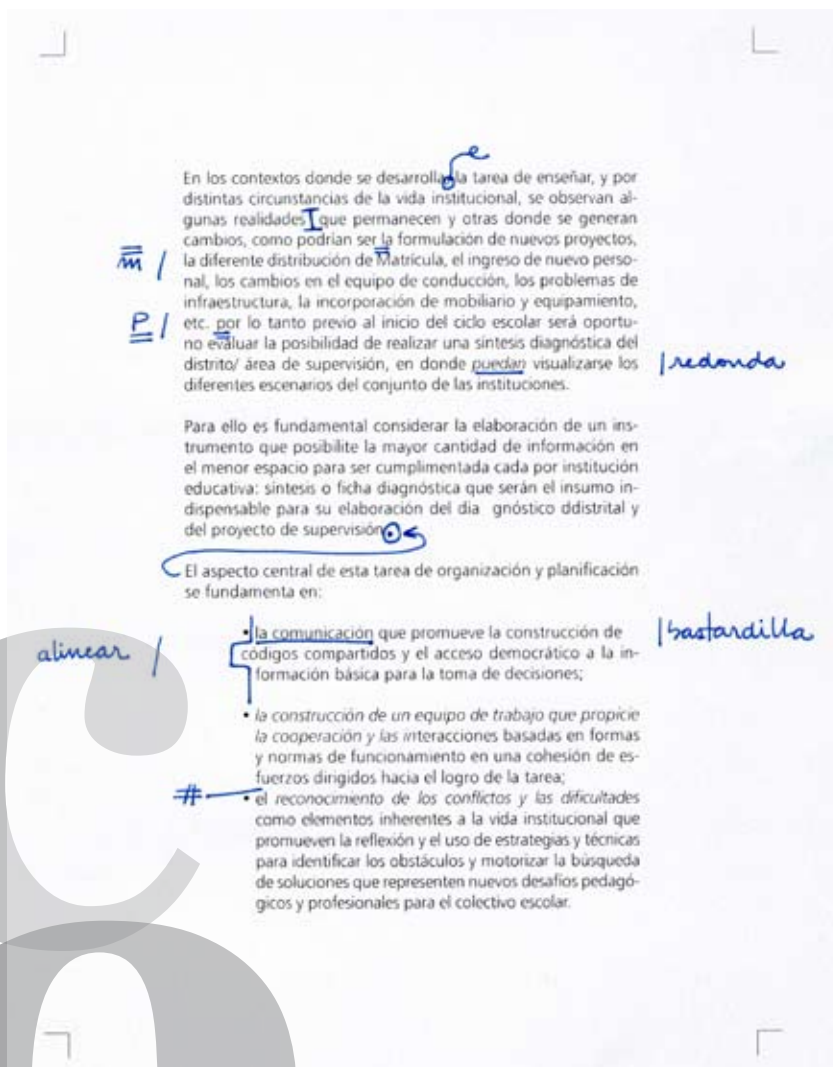 e
En los contextos donde se desarrolla la tarea de enseñar, y por
distintas circunstancias de la vida institucional, se observan al-
gunas realidades que permanecen y otras donde se generan
cambios, como podrían ser la formulación de nuevos proyectos,
m / la diferente distribución de Matrícula, el ingreso de nuevo perso-
nal, los cambios en el equipo de conducción, los problemas de
infraestructura, la incorporación de mobiliario y equipamiento,
P / etc. por lo tanto previo al inicio del ciclo escolar será oportu-
no evaluar la posibilidad de realizar una síntesis diagnóstica del
distrito/ área de supervisión, en donde puedan visualizarse los | redonda
diferentes escenarios del conjunto de las instituciones.
Para ello es fundamental considerar la elaboración de un ins-
trumento que posibilite la mayor cantidad de información en
el menor espacio para ser cumplimentada cada por institución
educativa: síntesis o ficha diagnóstica que serán el insumo in-
dispensable para su elaboración del dia gnóstico ddistrital y
del proyecto de supervisión.
El aspecto central de esta tarea de organización y planificación
se fundamenta en:
• la comunicación que promueve la construcción de | bastardilla
alinear / códigos compartidos y el acceso democrático a la in-
formación básica para la toma de decisiones;
• la construcción de un equipo de trabajo que propicie
la cooperación y las interacciones basadas en formas
y normas de funcionamiento en una cohesión de es-
fuerzos dirigidos hacia el logro de la tarea;
# • el reconocimiento de los conflictos y las dificultades
como elementos inherentes a la vida institucional que
promueven la reflexión y el uso de estrategias y técnicas
para identificar los obstáculos y motorizar la búsqueda
de soluciones que representen nuevos desafíos pedagó-
gicos y profesionales para el colectivo escolar.